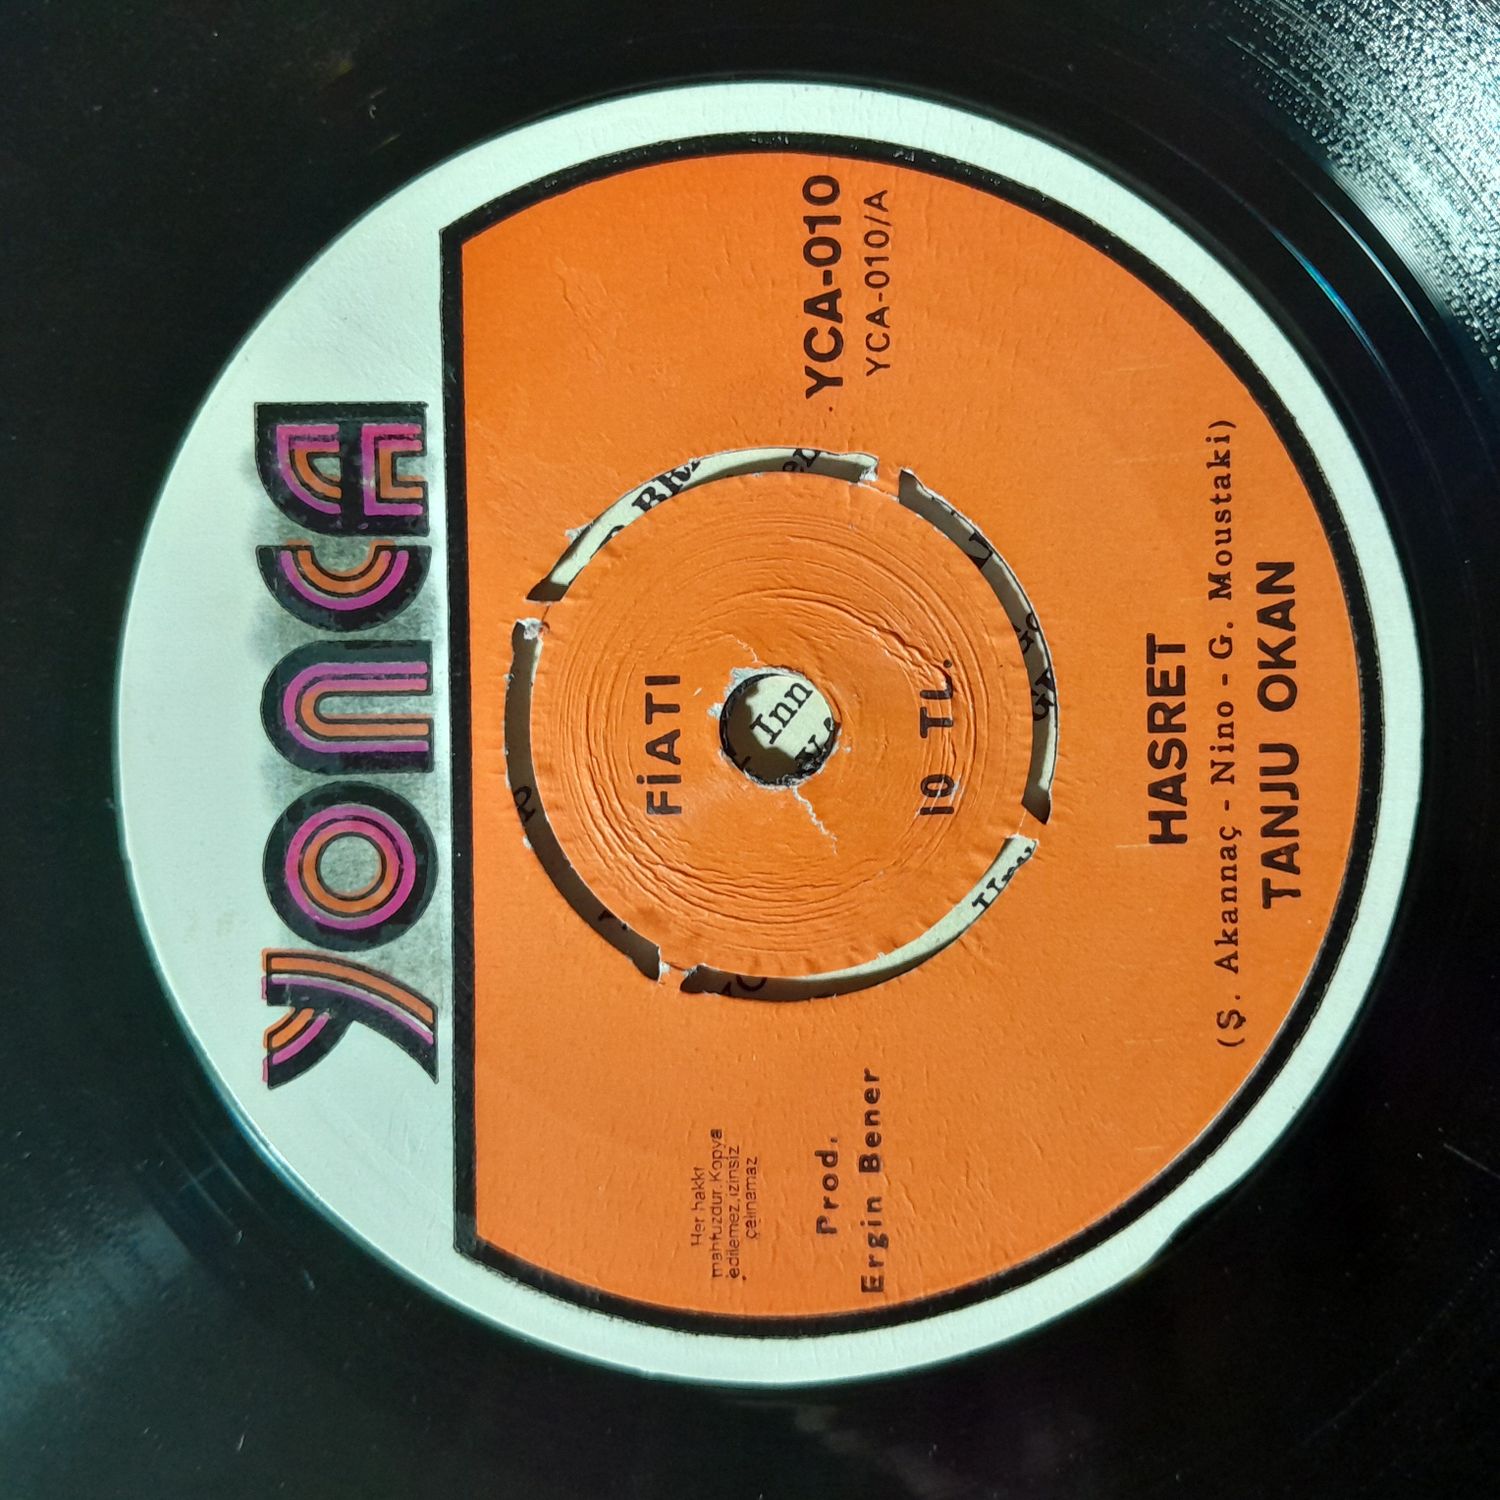 YONCA
FİATI
10 TL.
Her hakkı
mahfuzdur. Kopya
edilemez, izinsiz
çalınamaz
Prod.
Ergin Bener
YCA-010
YCA-010/A
HASRET
(Ş. Akannaç - Nino - G. Moustaki)
TANJU OKAN
Inn